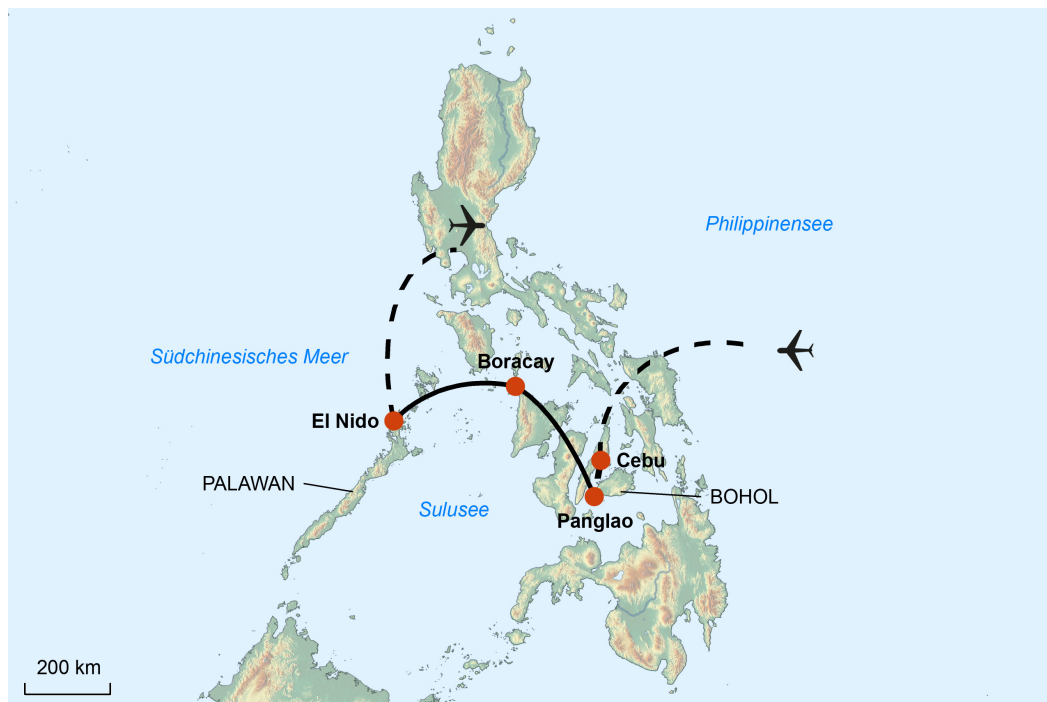 Philippinensee
Südchinesisches Meer
Boracay
El Nido
Cebu
PALAWAN
BOHOL
Sulusee
Panglao
200 km